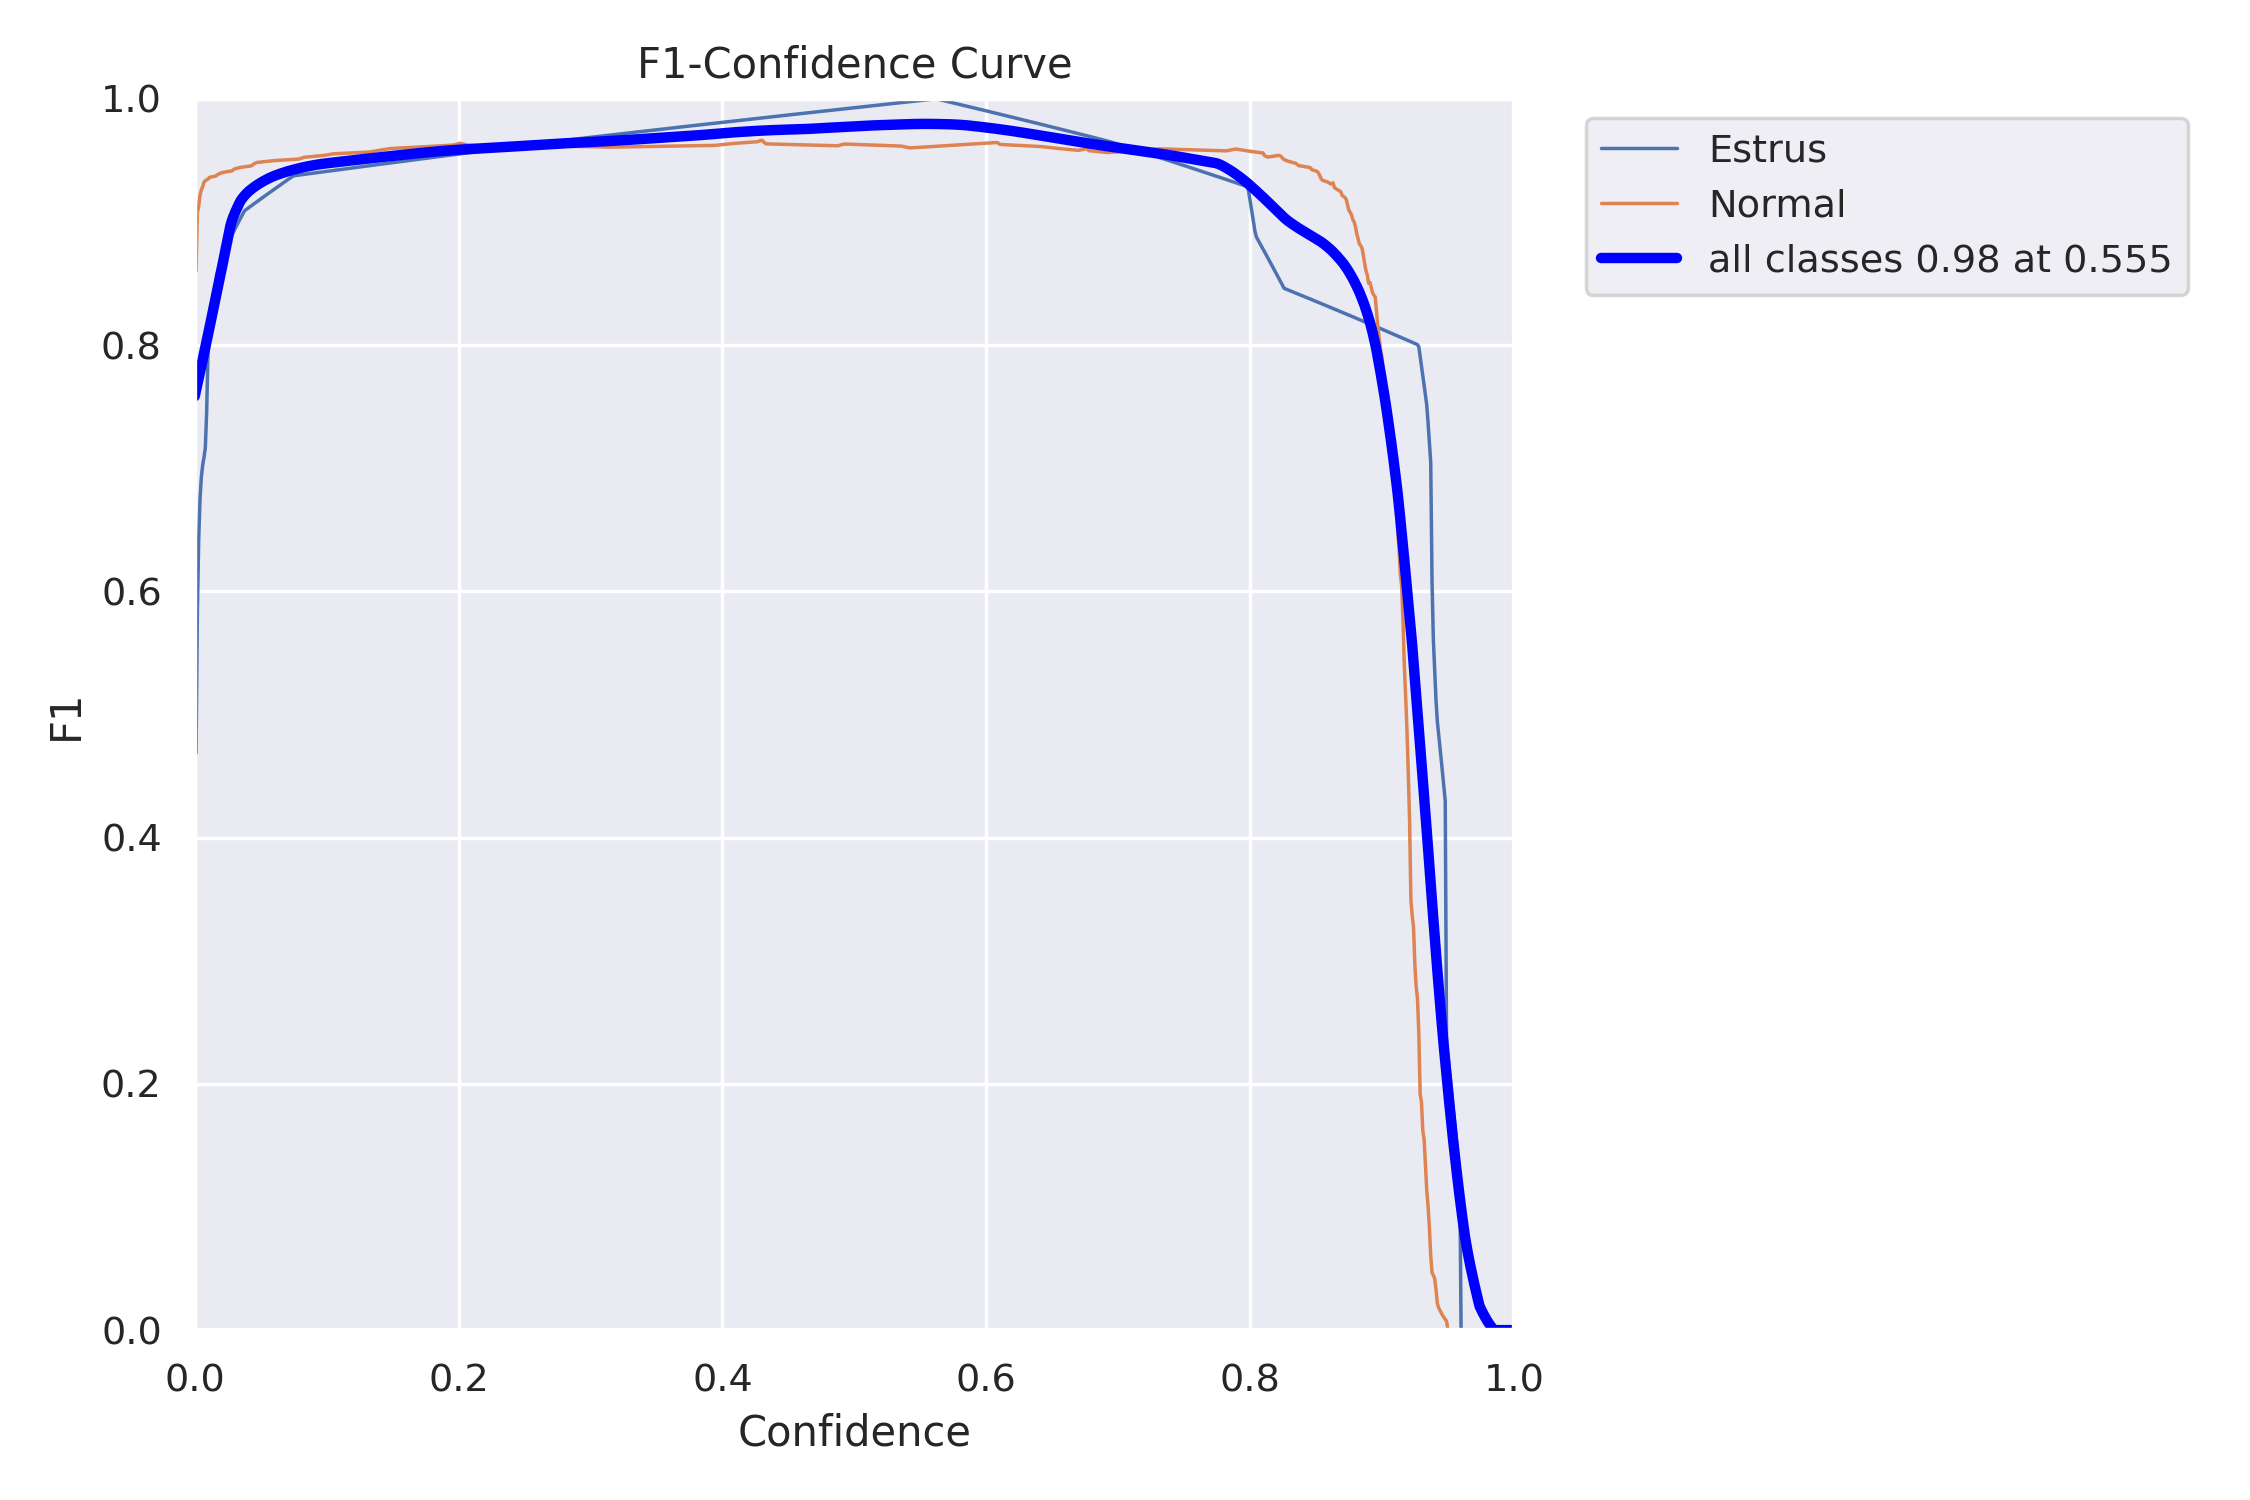 F1-Confidence Curve
1.0
0.8
0.6
0.4
0.2
0.0
F1
0.0 0.2 0.4 0.6 0.8 1.0
Confidence
Estrus
Normal
all classes 0.98 at 0.555